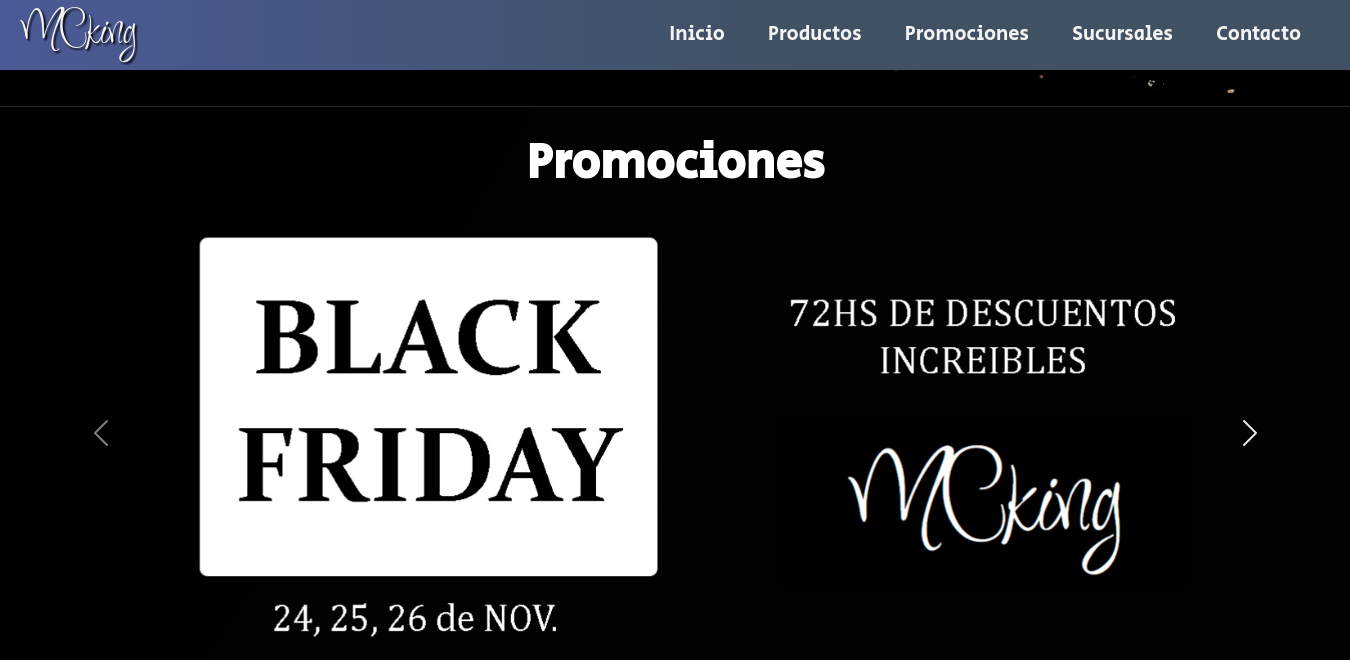 MCking
Inicio Productos Promociones Sucursales Contacto
Promociones
BLACK
FRIDAY
24, 25, 26 de NOV.
72HS DE DESCUENTOS
INCREIBLES
MCking